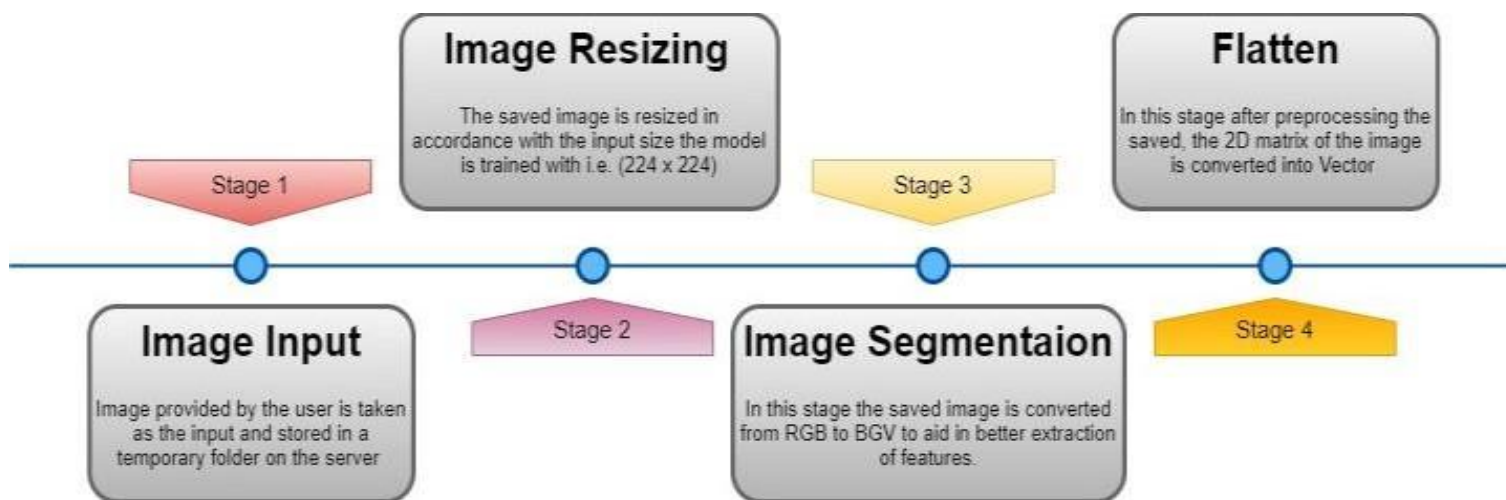 Stage 1
Image Input
Image provided by the user is taken
as the input and stored in a
temporary folder on the server
Image Resizing
The saved image is resized in
accordance with the input size the model
is trained with i.e. (224 x 224)
Stage 2
Stage 3
Image Segmentaion
In this stage the saved image is converted
from RGB to BGV to aid in better extraction
of features.
Flatten
In this stage after preprocessing the
saved, the 2D matrix of the image
is converted into Vector
Stage 4